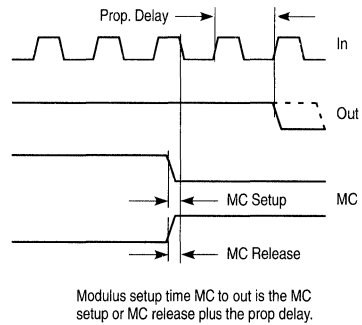 Prop. Delay
In
Out
MC Setup
MC
MC Release
Modulus setup time MC to out is the MC
setup or MC release plus the prop delay.